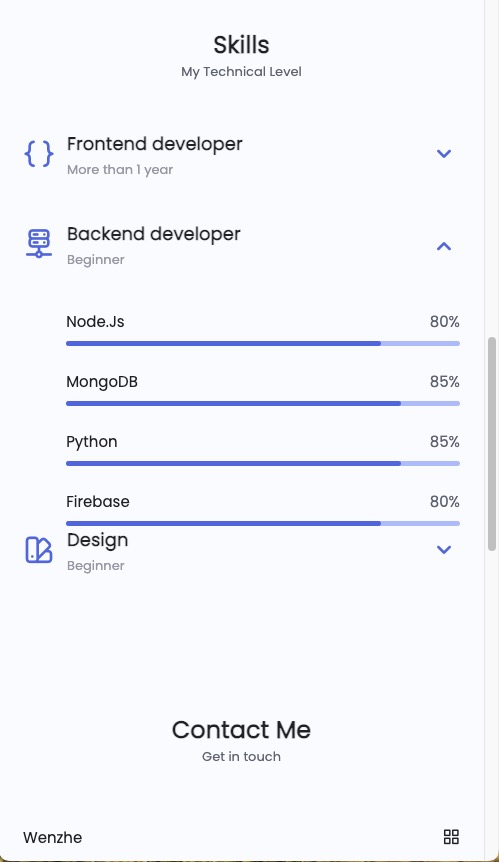 Skills
My Technical Level
Frontend developer
More than 1 year
Backend developer
Beginner
Node.Js 80%
MongoDB 85%
Python 85%
Firebase 80%
Design
Beginner
Contact Me
Get in touch
Wenzhe